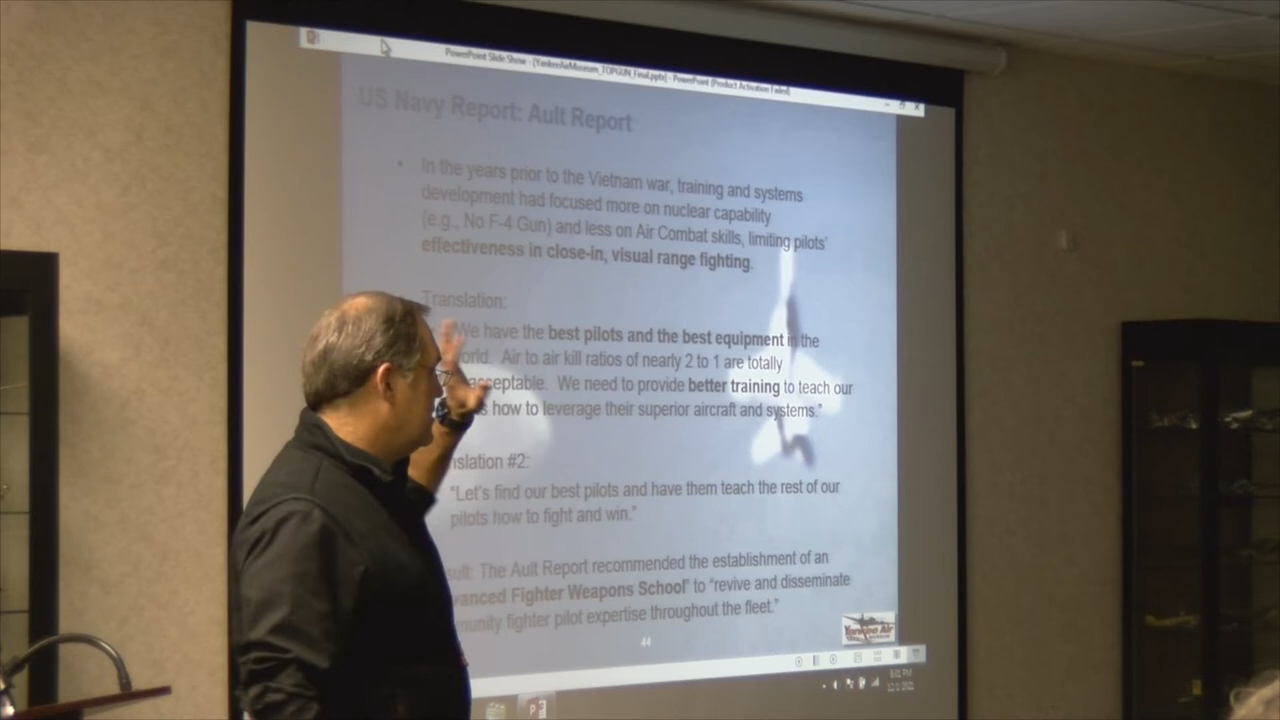 PowerPoint Slide Show - [YankeeAirMuseum_TOPGUN_Final.pptx] - PowerPoint (Product Activation Failed)
US Navy Report: Ault Report
• In the years prior to the Vietnam war, training and systems
development had focused more on nuclear capability
(e.g., No F-4 Gun) and less on Air Combat skills, limiting pilots'
effectiveness in close-in, visual range fighting.
Translation:
We have the best pilots and the best equipment in the
Air to air kill ratios of nearly 2 to 1 are totally
We need to provide better training to teach our
how to leverage their superior aircraft and systems."
#2:
"Let's find our best pilots and have them teach the rest of our
pilots how to fight and win."
The Ault Report recommended the establishment of an
Fighter Weapons School" to "revive and disseminate
fighter pilot expertise throughout the fleet."
44
Yankee Air